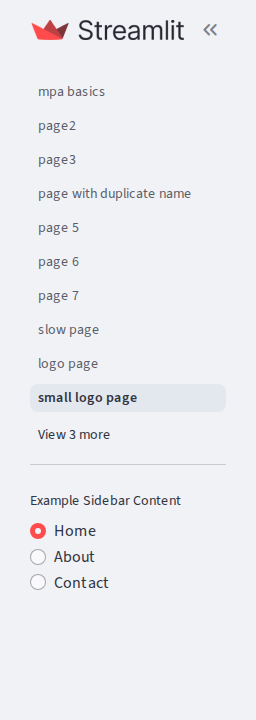 Streamlit
mpa basics
page2
page3
page with duplicate name
page 5
page 6
page 7
slow page
logo page
small logo page
View 3 more
Example Sidebar Content
Home
About
Contact